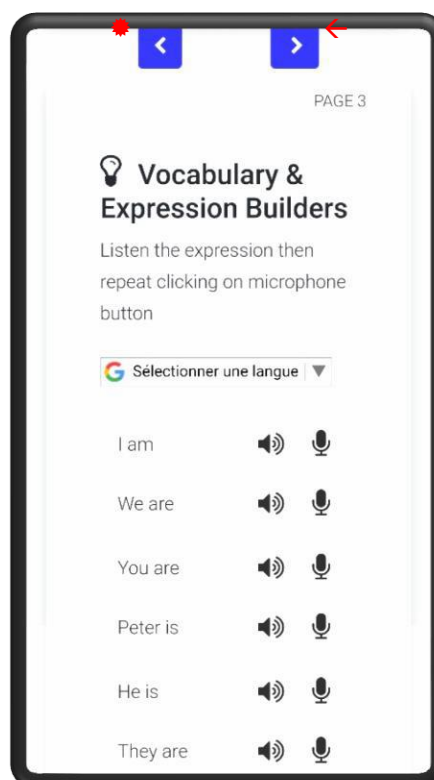 PAGE 3
Vocabulary &
Expression Builders
Listen the expression then
repeat clicking on microphone
button
Sélectionner une langue
I am
We are
You are
Peter is
He is
They are